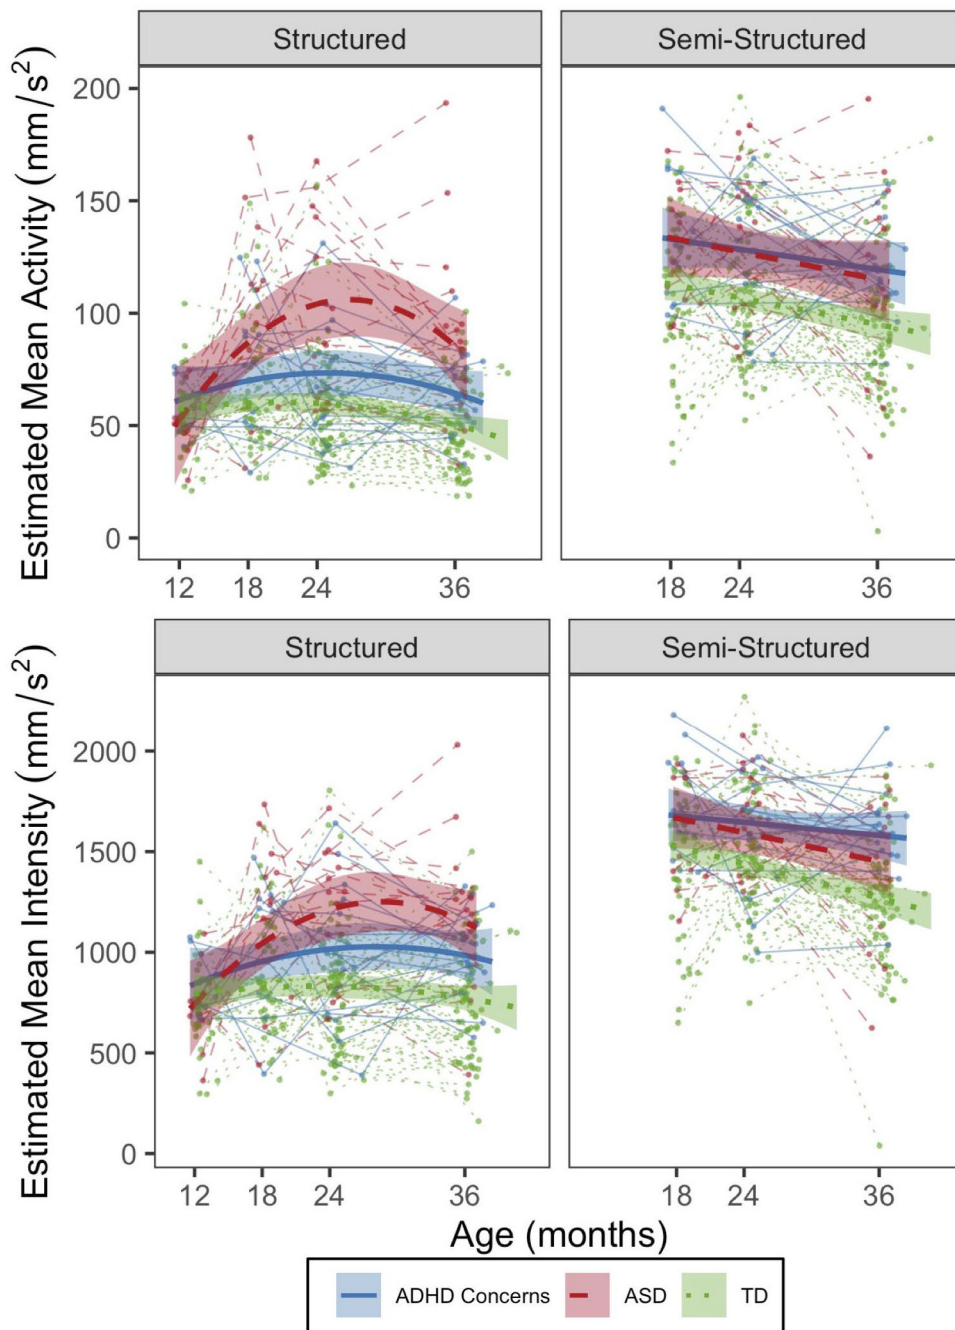 Structured
Semi-Structured
Estimated Mean Activity (mm/s²)
200
150
100
50
0
12 18 24 36
18 24 36
Structured
Semi-Structured
Estimated Mean Intensity (mm/s²)
2000
1500
1000
500
0
12 18 24 36
18 24 36
Age (months)
ADHD Concerns ASD TD